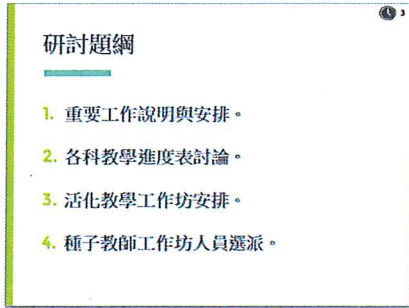 3
研討題綱
1. 重要工作說明與安排。
2. 各科教學進度表討論。
3. 活化教學工作坊安排。
4. 種子教師工作坊人員選派。